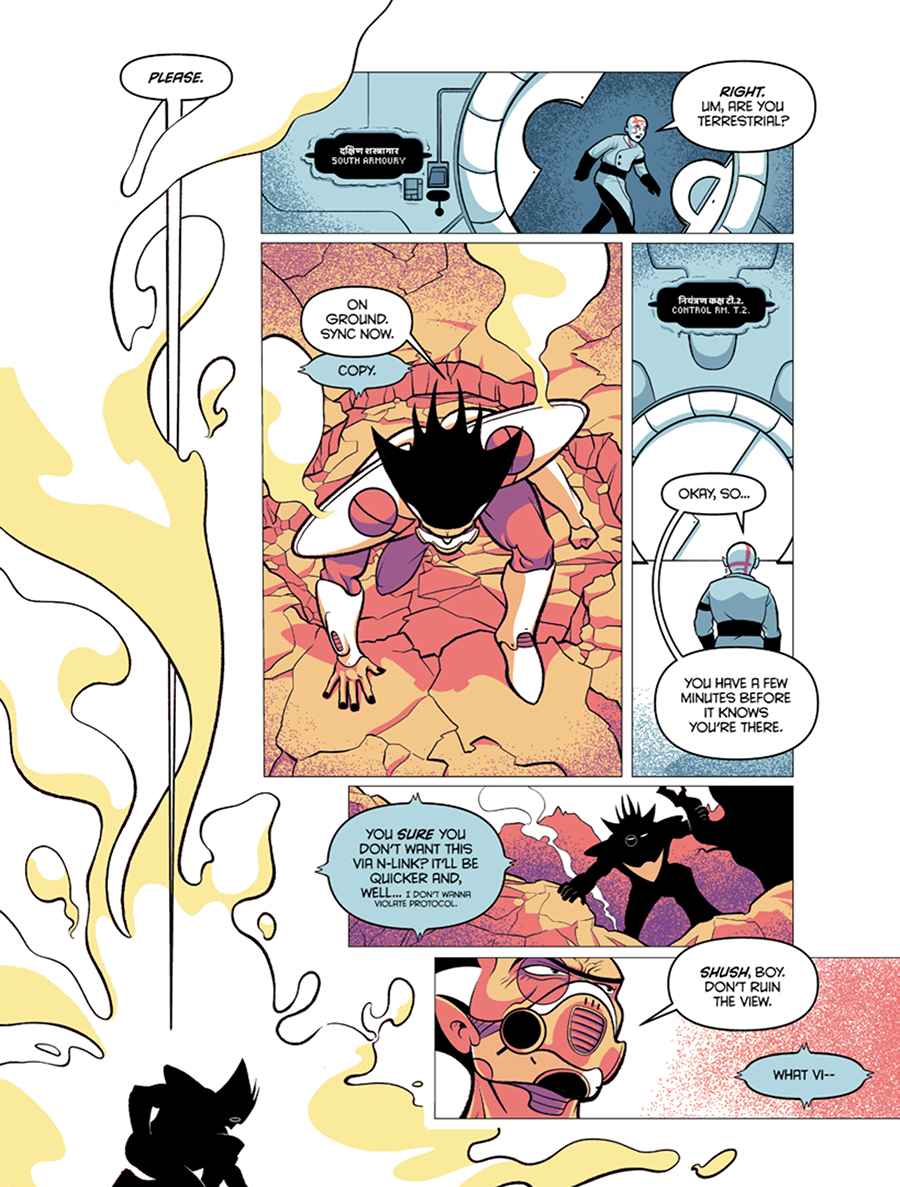 PLEASE.
RIGHT.
UM, ARE YOU
TERRESTRIAL?
दक्षिण शस्त्रागार
SOUTH ARMOURY
ON
GROUND.
SYNC NOW.
COPY.
नियंत्रण कक्ष टी.2.
CONTROL RM. T.2.
OKAY, SO...
YOU HAVE A FEW
MINUTES BEFORE
IT KNOWS
YOU'RE THERE.
YOU SURE YOU
DON'T WANT THIS
VIA N-LINK? IT'LL BE
QUICKER AND,
WELL... I DON'T WANNA
VIOLATE PROTOCOL.
SHUSH, BOY.
DON'T RUIN
THE VIEW.
WHAT VI--